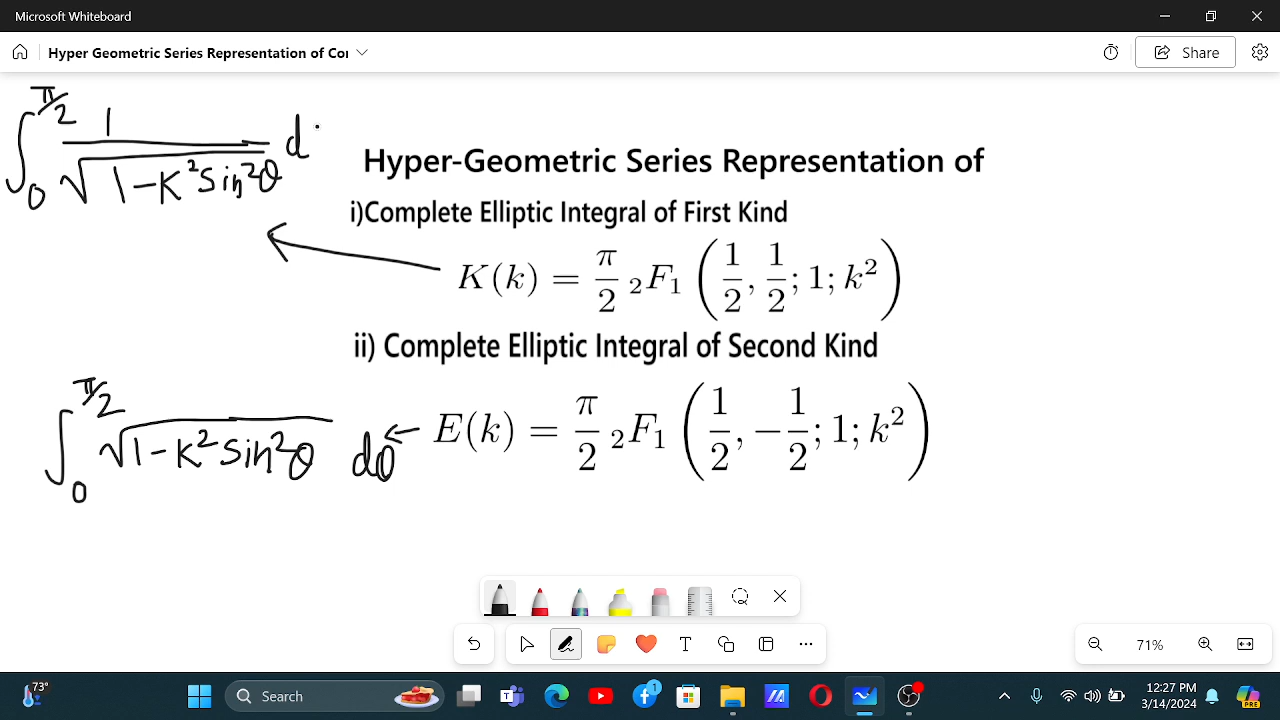 Microsoft Whiteboard
Hyper Geometric Series Representation of Cor
Share
∫₀^π/2 1/√(1-K²Sin²θ) d
Hyper-Geometric Series Representation of
i)Complete Elliptic Integral of First Kind
K(k) = π/2 ₂F₁ (1/2, 1/2; 1; k²)
ii) Complete Elliptic Integral of Second Kind
∫₀^π/2 √(1-K²Sin²θ) dθ
E(k) = π/2 ₂F₁ (1/2, -1/2; 1; k²)
T
71%
73°
Search
1
12:27 PM
3/14/2024
PRE